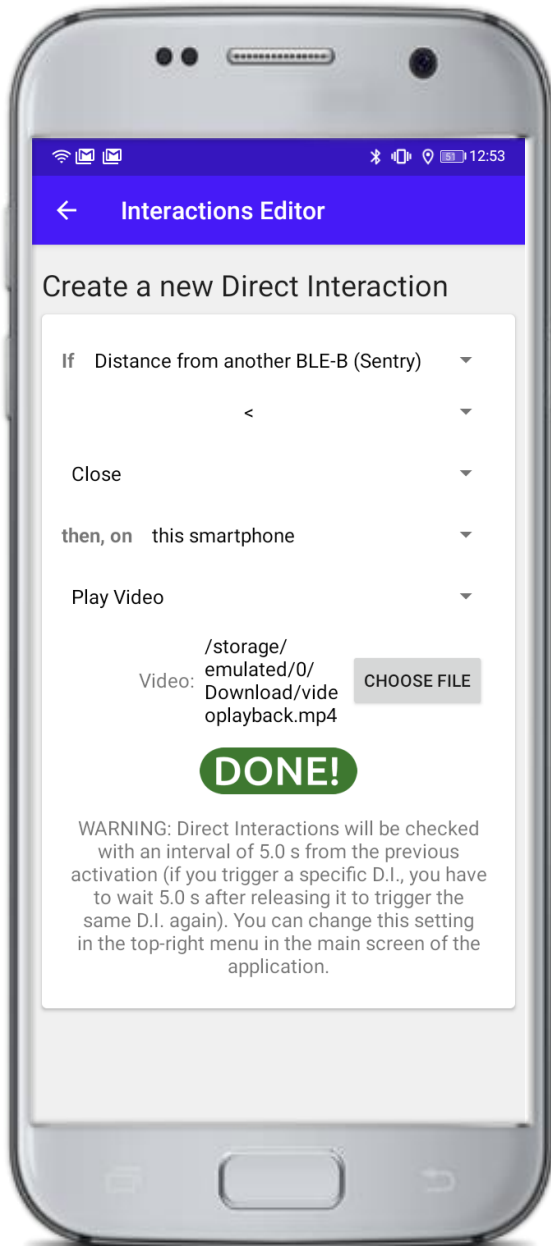 51 12:53
Interactions Editor
Create a new Direct Interaction
If Distance from another BLE-B (Sentry)
<
Close
then, on this smartphone
Play Video
/storage/
emulated/0/
Video: Download/vide CHOOSE FILE
oplayback.mp4
DONE!
WARNING: Direct Interactions will be checked
with an interval of 5.0 s from the previous
activation (if you trigger a specific D.I., you have
to wait 5.0 s after releasing it to trigger the
same D.I. again). You can change this setting
in the top-right menu in the main screen of the
application.